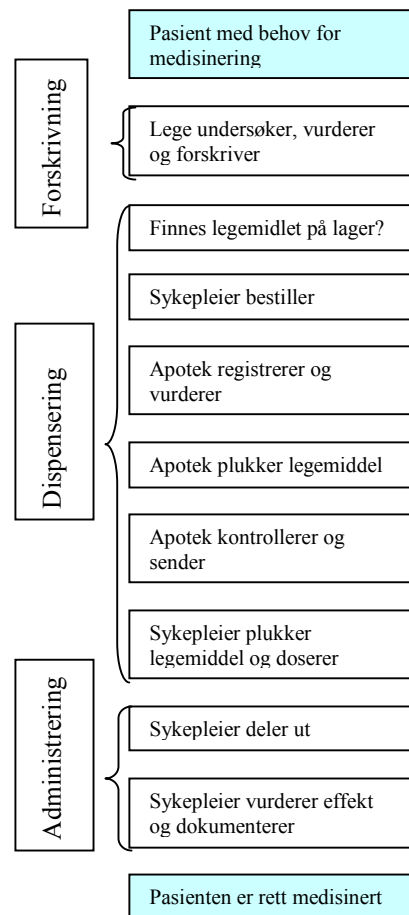 Pasient med behov for
medisinering
Forskrivning
Lege undersøker, vurderer
og forskriver
Dispensering
Finnes legemidlet på lager?
Sykepleier bestiller
Apotek registrerer og
vurderer
Apotek plukker legemiddel
Apotek kontrollerer og
sender
Sykepleier plukker
legemiddel og doserer
Administrering
Sykepleier deler ut
Sykepleier vurderer effekt
og dokumenterer
Pasienten er rett medisinert